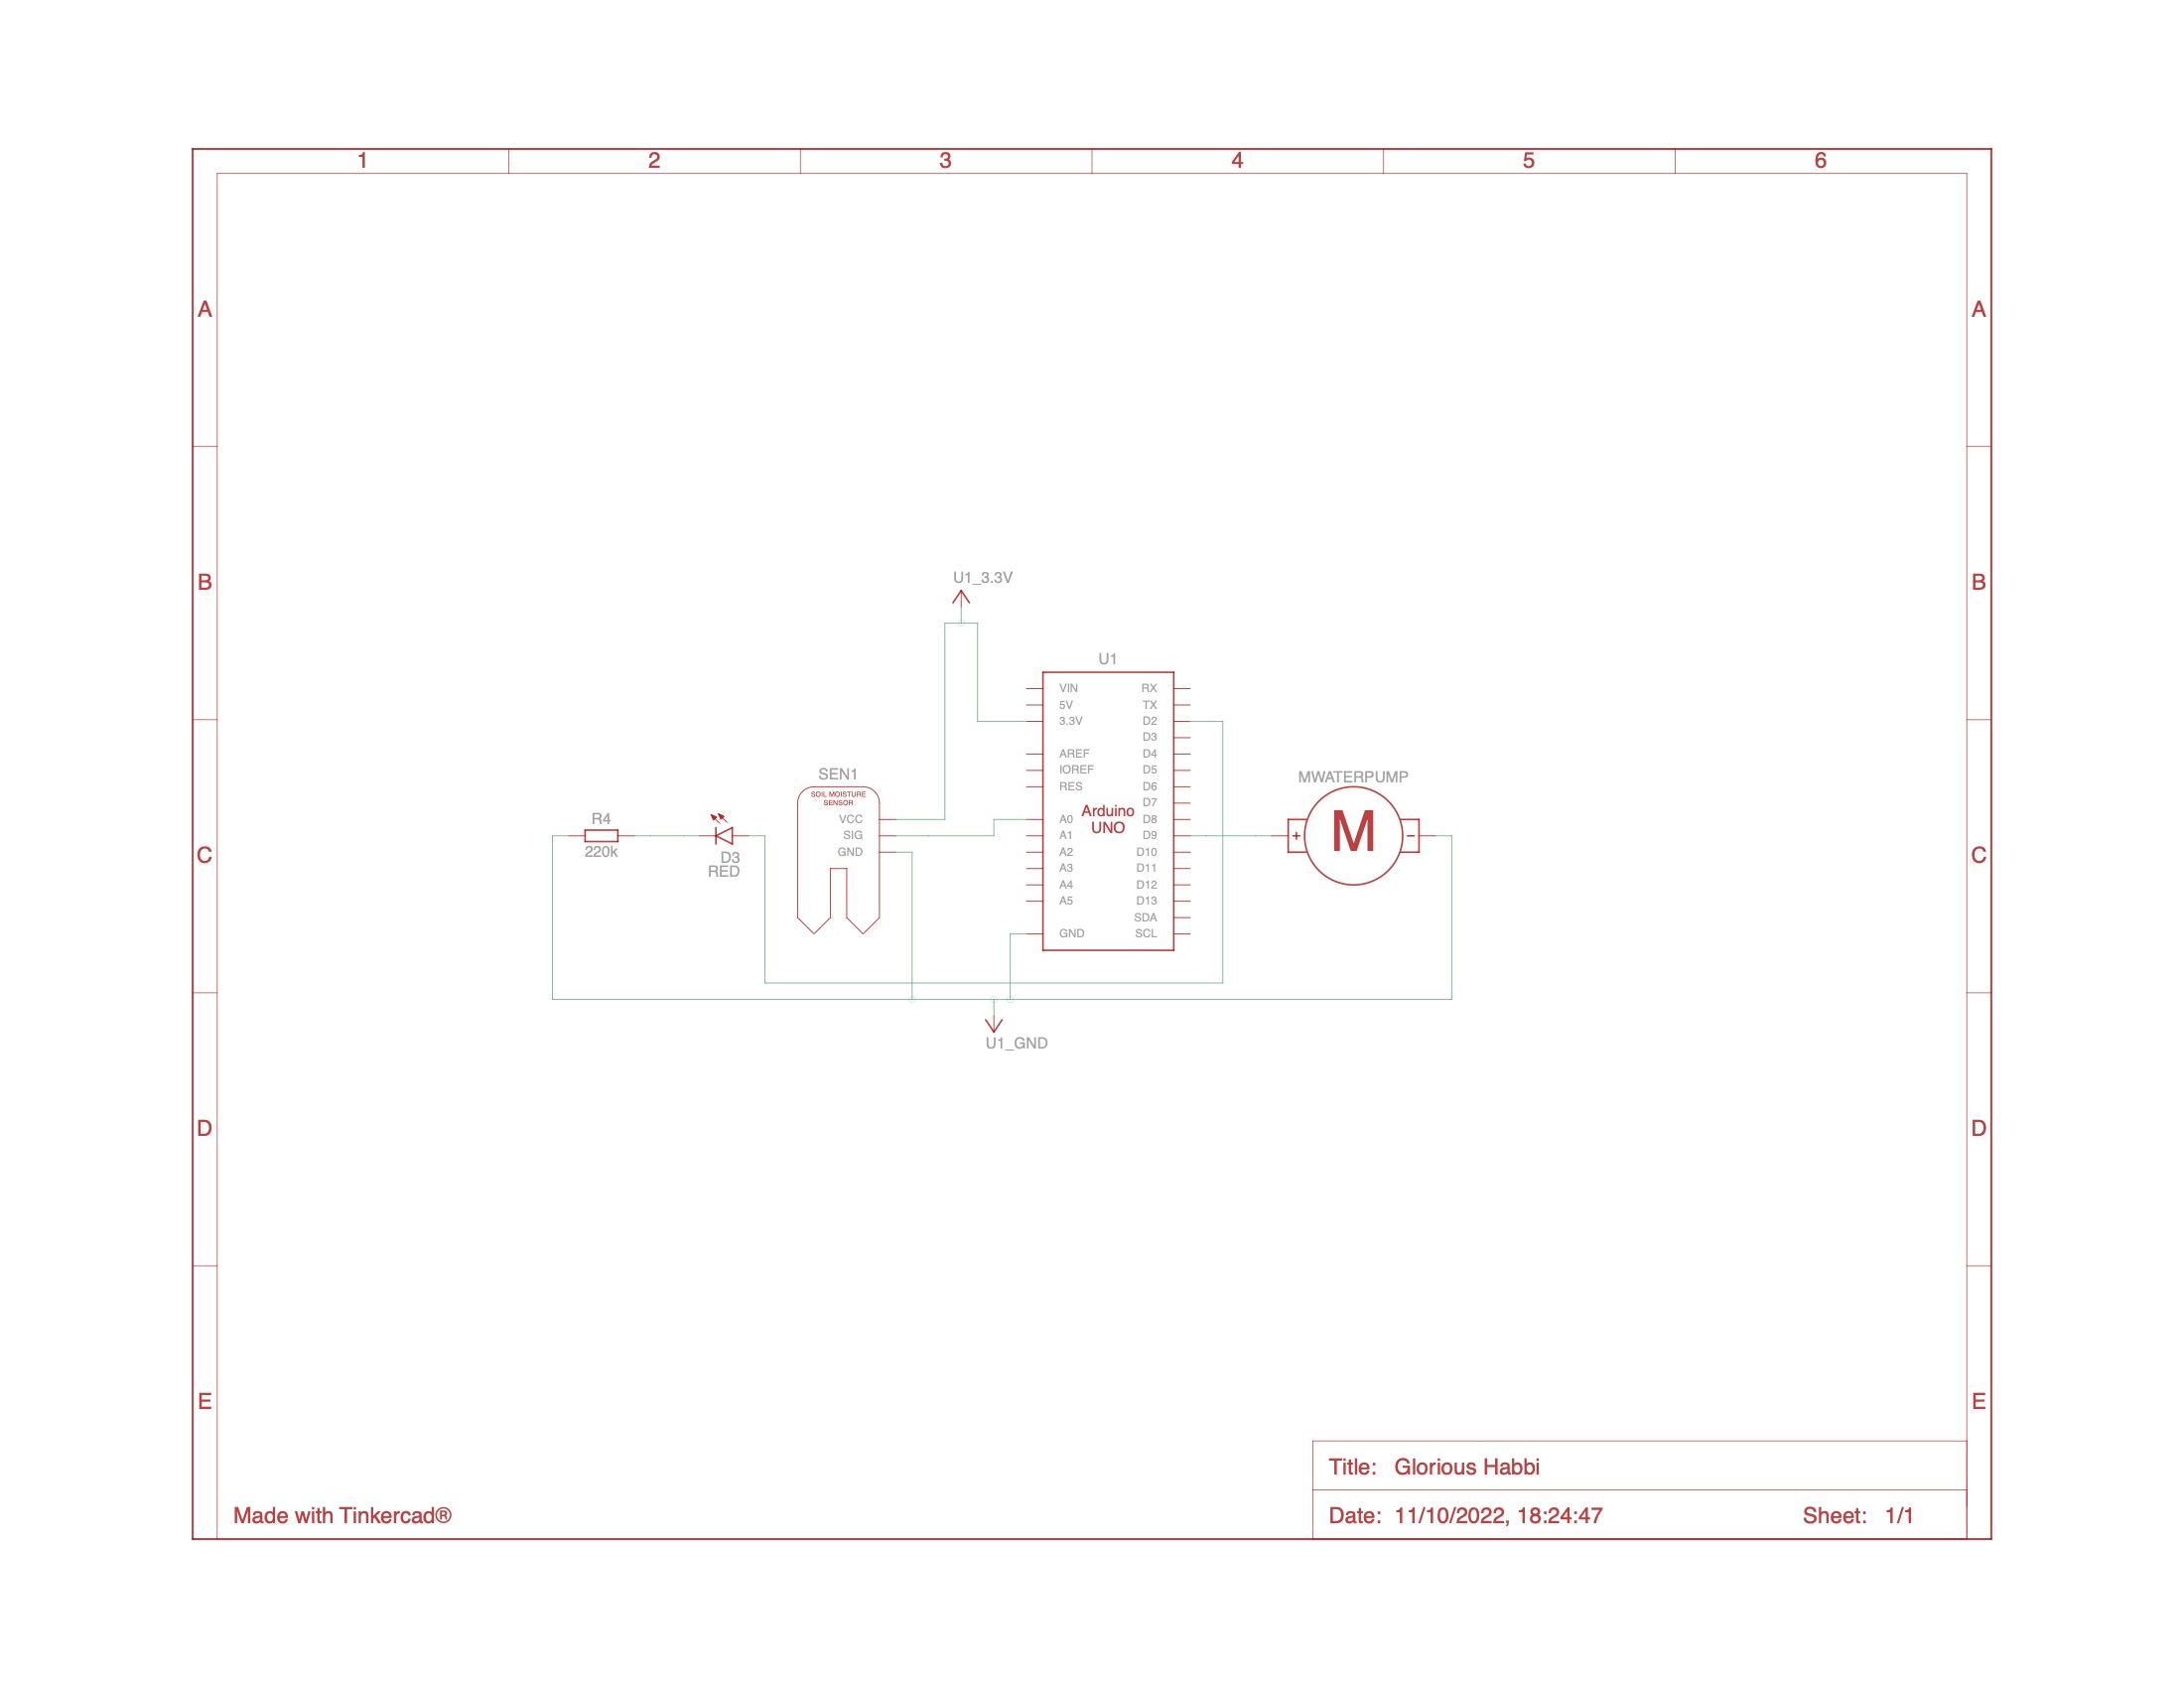 1 2 3 4 5 6
A A
B B
C C
D D
E E
U1_3.3V
U1
VIN RX
5V TX
3.3V D2
D3
AREF D4
IOREF D5
RES D6
D7
A0 D8
A1 D9
A2 D10
A3 D11
A4 D12
A5 D13
SDA
GND SCL
Arduino
UNO
SEN1
SOIL MOISTURE
SENSOR
VCC
SIG
GND
R4
220k
D3
RED
MWATERPUMP
+ M −
U1_GND
Title: Glorious Habbi
Made with Tinkercad®
Date: 11/10/2022, 18:24:47 Sheet: 1/1